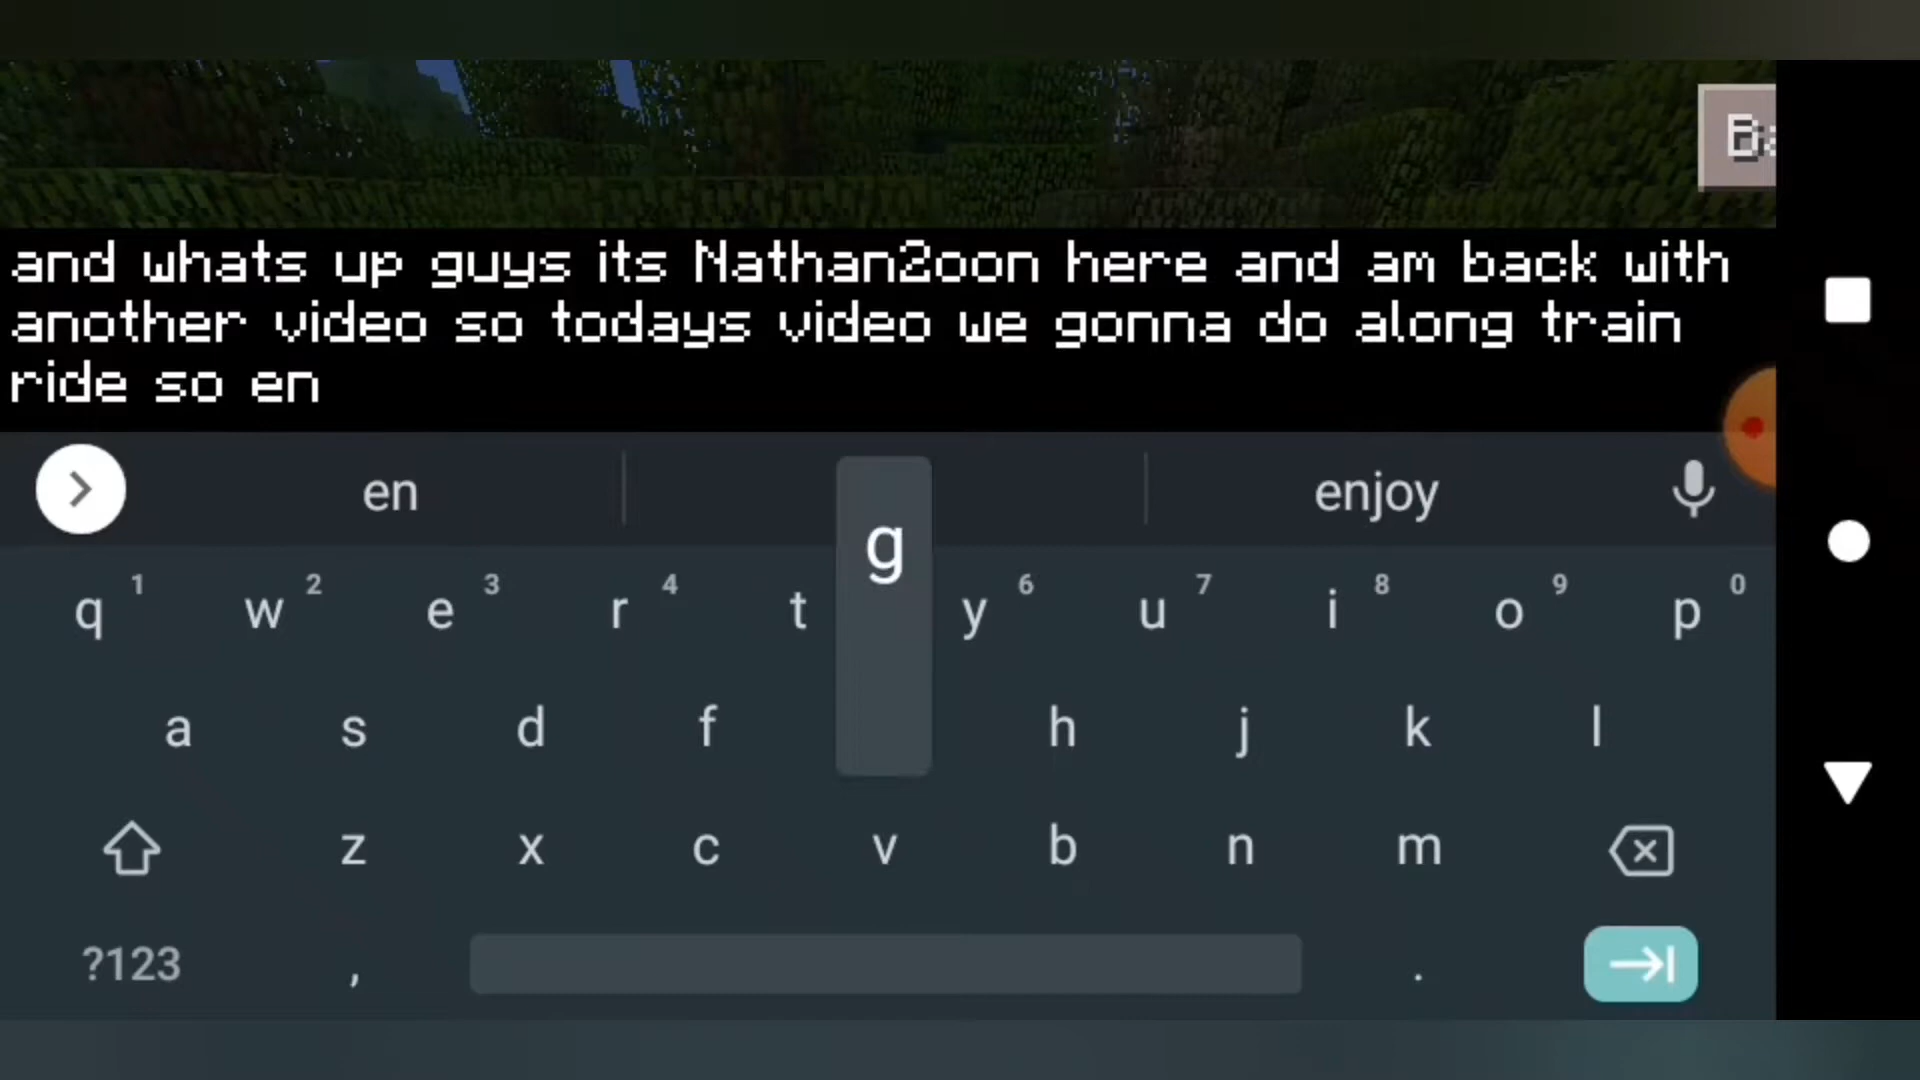 Ba
and whats up guys its Nathan2oon here and am back with
another video so todays video we gonna do along train
ride so en
en
enjoy
g
q 1 w 2 e 3 r 4 t y 6 u 7 i 8 o 9 p 0
a s d f h j k l
z x c v b n m
?123 , .